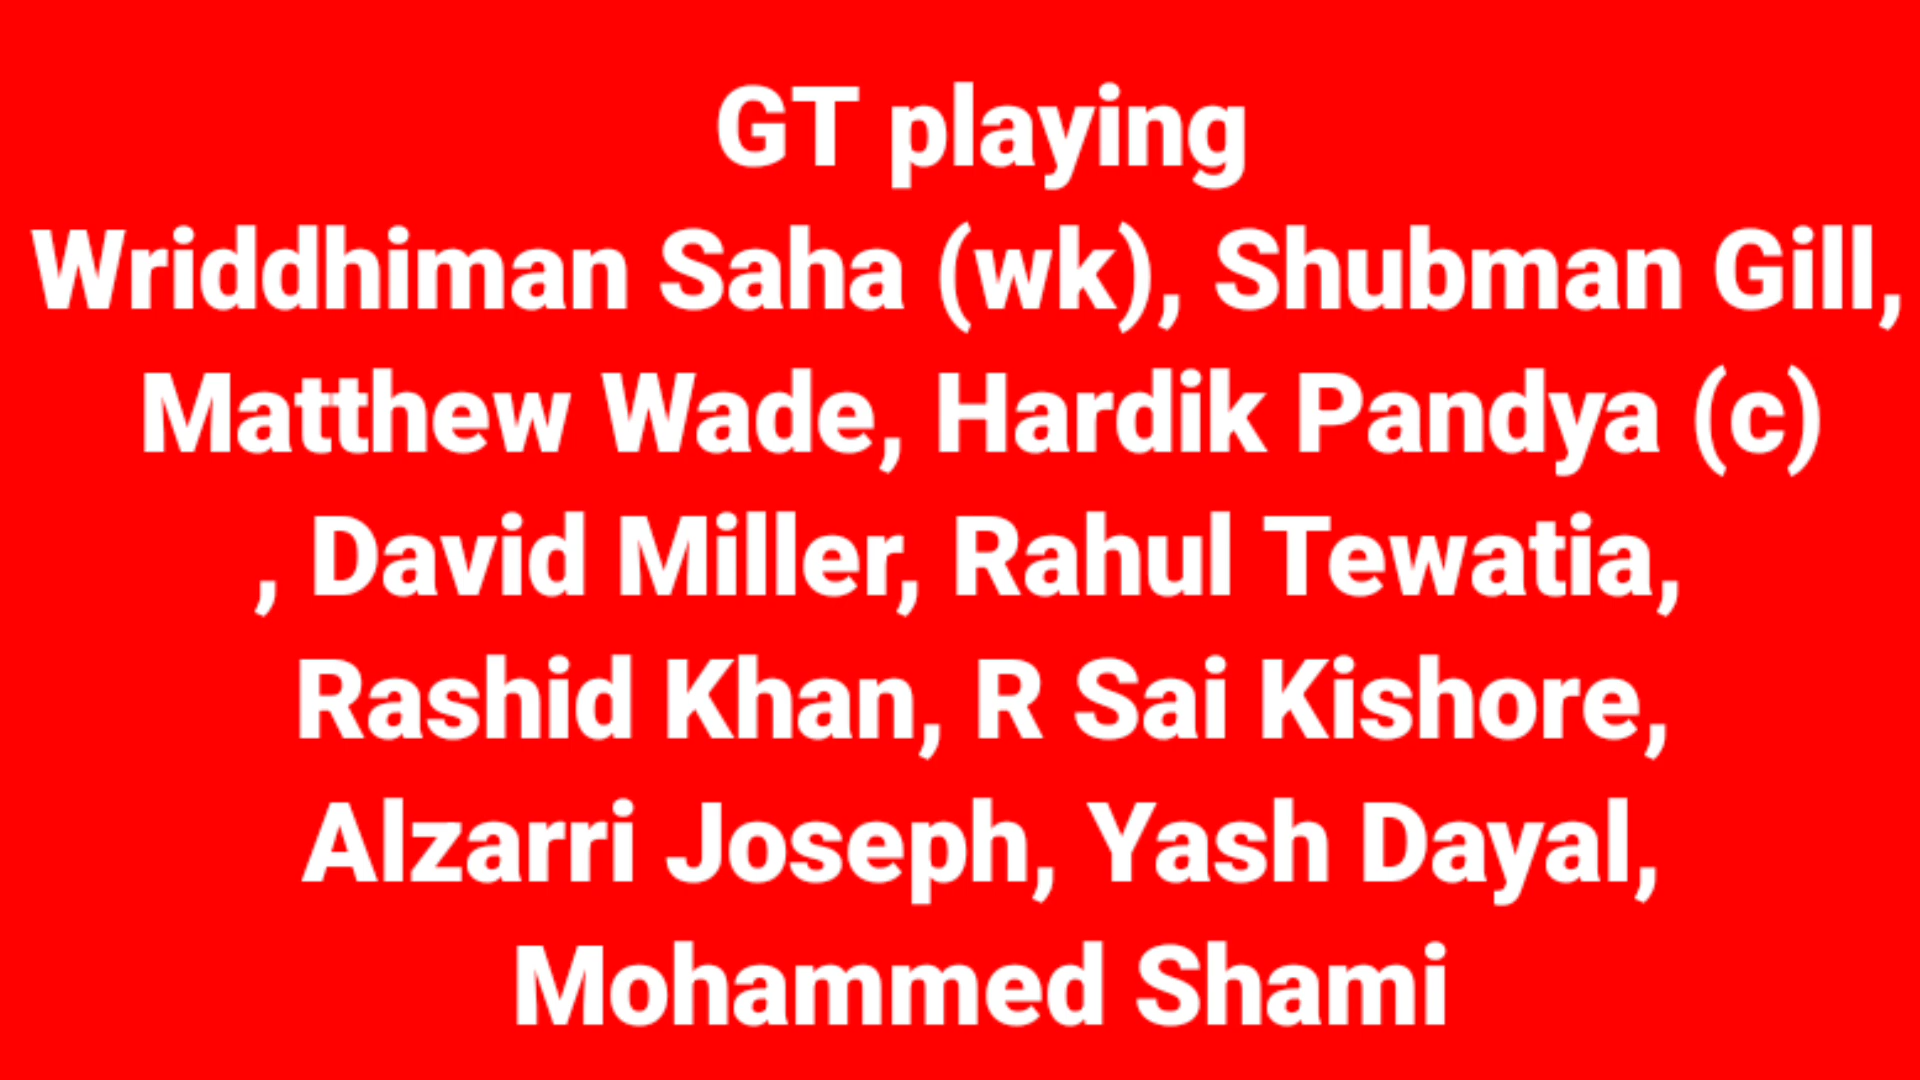 GT playing
Wriddhiman Saha (wk), Shubman Gill,
Matthew Wade, Hardik Pandya (c)
, David Miller, Rahul Tewatia,
Rashid Khan, R Sai Kishore,
Alzarri Joseph, Yash Dayal,
Mohammed Shami